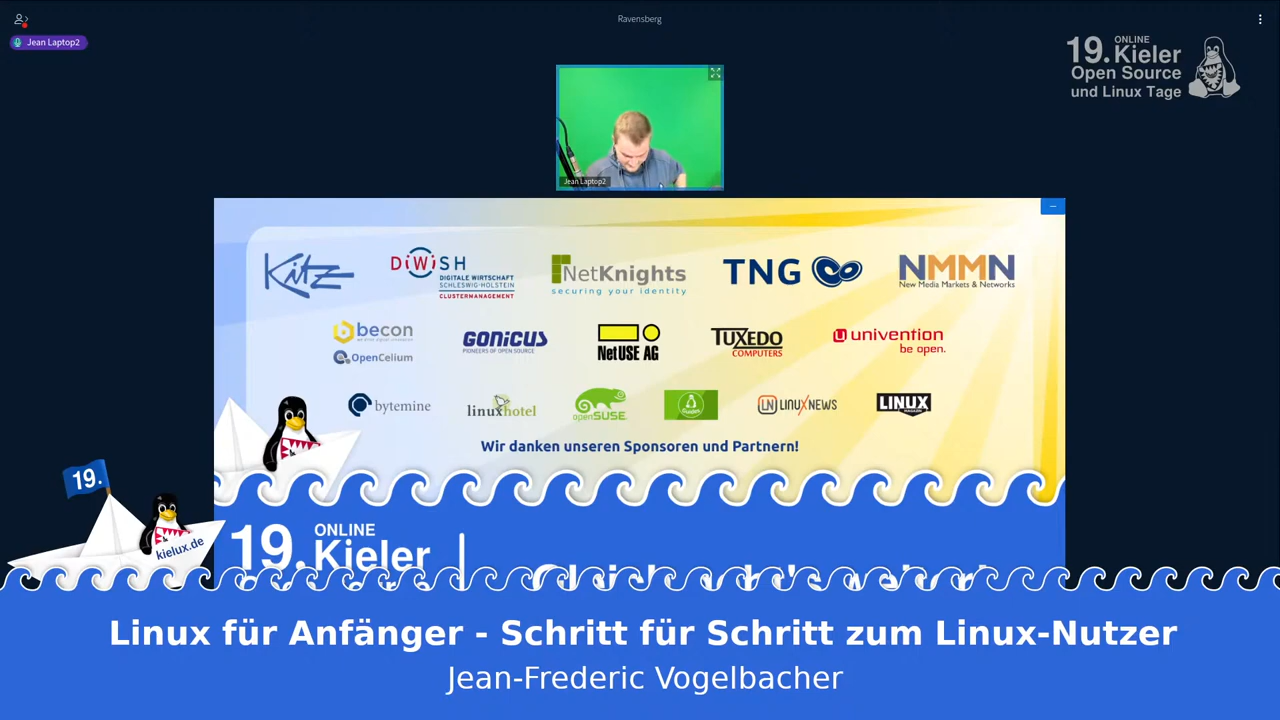 Ravensberg
Jean Laptop2
19. ONLINE
Kieler
Open Source
und Linux Tage
Jean Laptop2
Kitz
DiWiSH
DIGITALE WIRTSCHAFT
SCHLESWIG-HOLSTEIN
CLUSTERMANAGEMENT
NetKnights
securing your identity
TNG
NMMN
New Media Markets & Networks
becon
OpenCelium
GONICUS
PIONEERS OF OPEN SOURCE
NetUSE AG
TUXEDO
COMPUTERS
univention
be open.
bytemine
linuxhotel
openSUSE
Guides
LN LINUXNEWS
LINUX
MAGAZIN
Wir danken unseren Sponsoren und Partnern!
19.
kielux.de
19. ONLINE
Kieler
Linux für Anfänger - Schritt für Schritt zum Linux-Nutzer
Jean-Frederic Vogelbacher